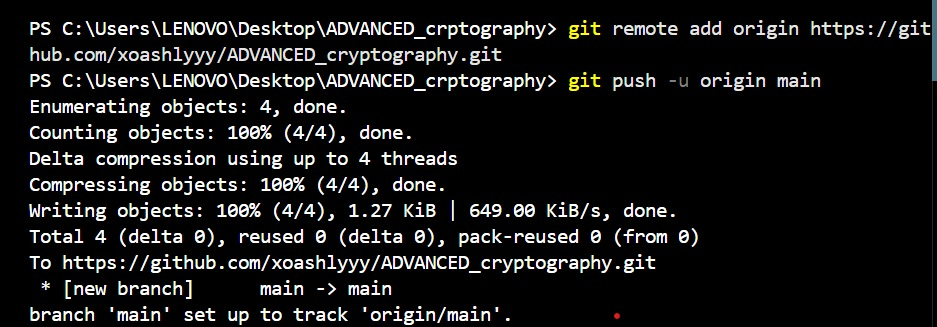 PS C:\Users\LENOVO\Desktop\ADVANCED_crptography> git remote add origin https://git
hub.com/xoashlyyy/ADVANCED_cryptography.git
PS C:\Users\LENOVO\Desktop\ADVANCED_crptography> git push -u origin main
Enumerating objects: 4, done.
Counting objects: 100% (4/4), done.
Delta compression using up to 4 threads
Compressing objects: 100% (4/4), done.
Writing objects: 100% (4/4), 1.27 KiB | 649.00 KiB/s, done.
Total 4 (delta 0), reused 0 (delta 0), pack-reused 0 (from 0)
To https://github.com/xoashlyyy/ADVANCED_cryptography.git
 * [new branch]      main -> main
branch 'main' set up to track 'origin/main'.